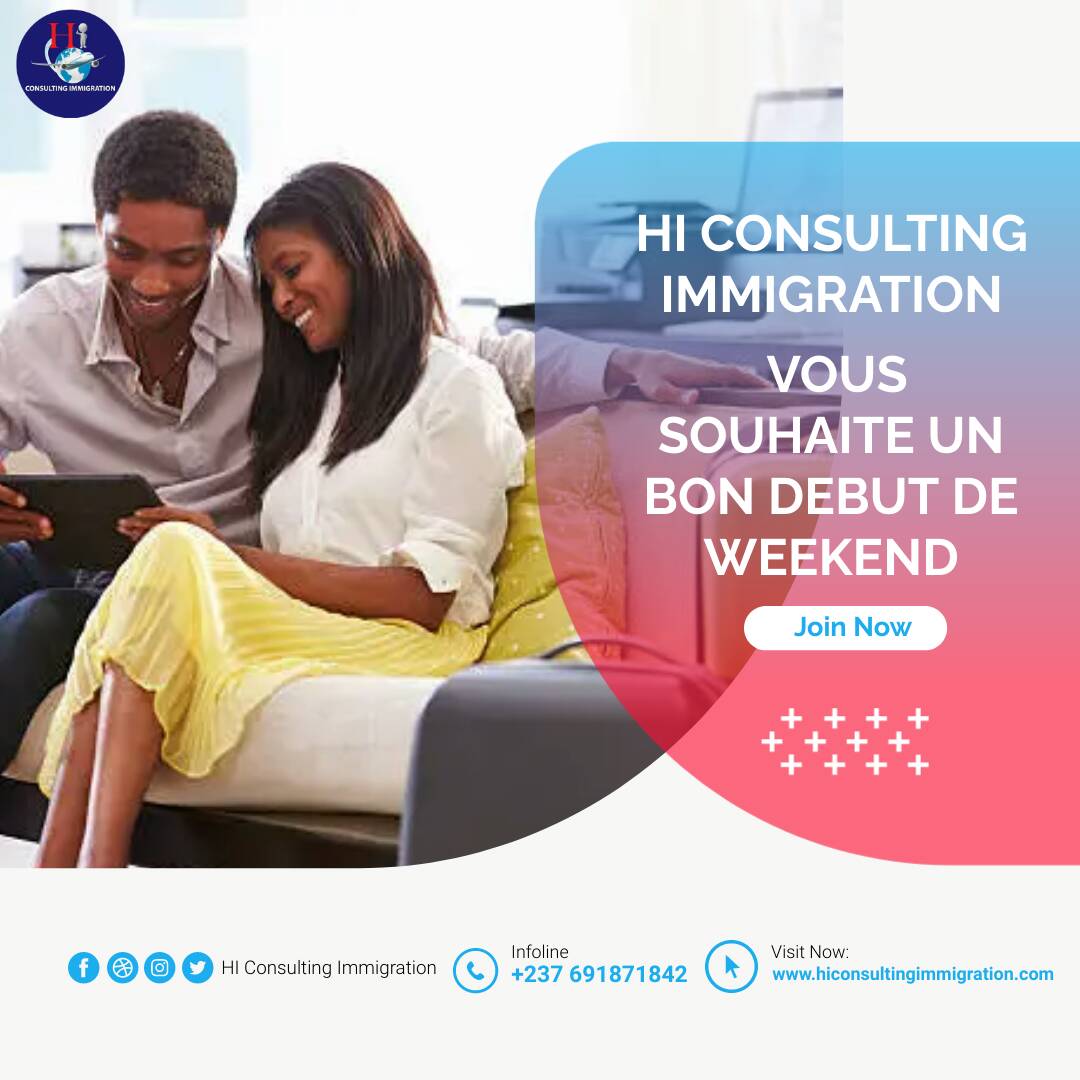 Hi
CONSULTING IMMIGRATION
HI CONSULTING
IMMIGRATION
VOUS
SOUHAITE UN
BON DEBUT DE
WEEKEND
Join Now
HI Consulting Immigration
Infoline
+237 691871842
Visit Now:
www.hiconsultingimmigration.com